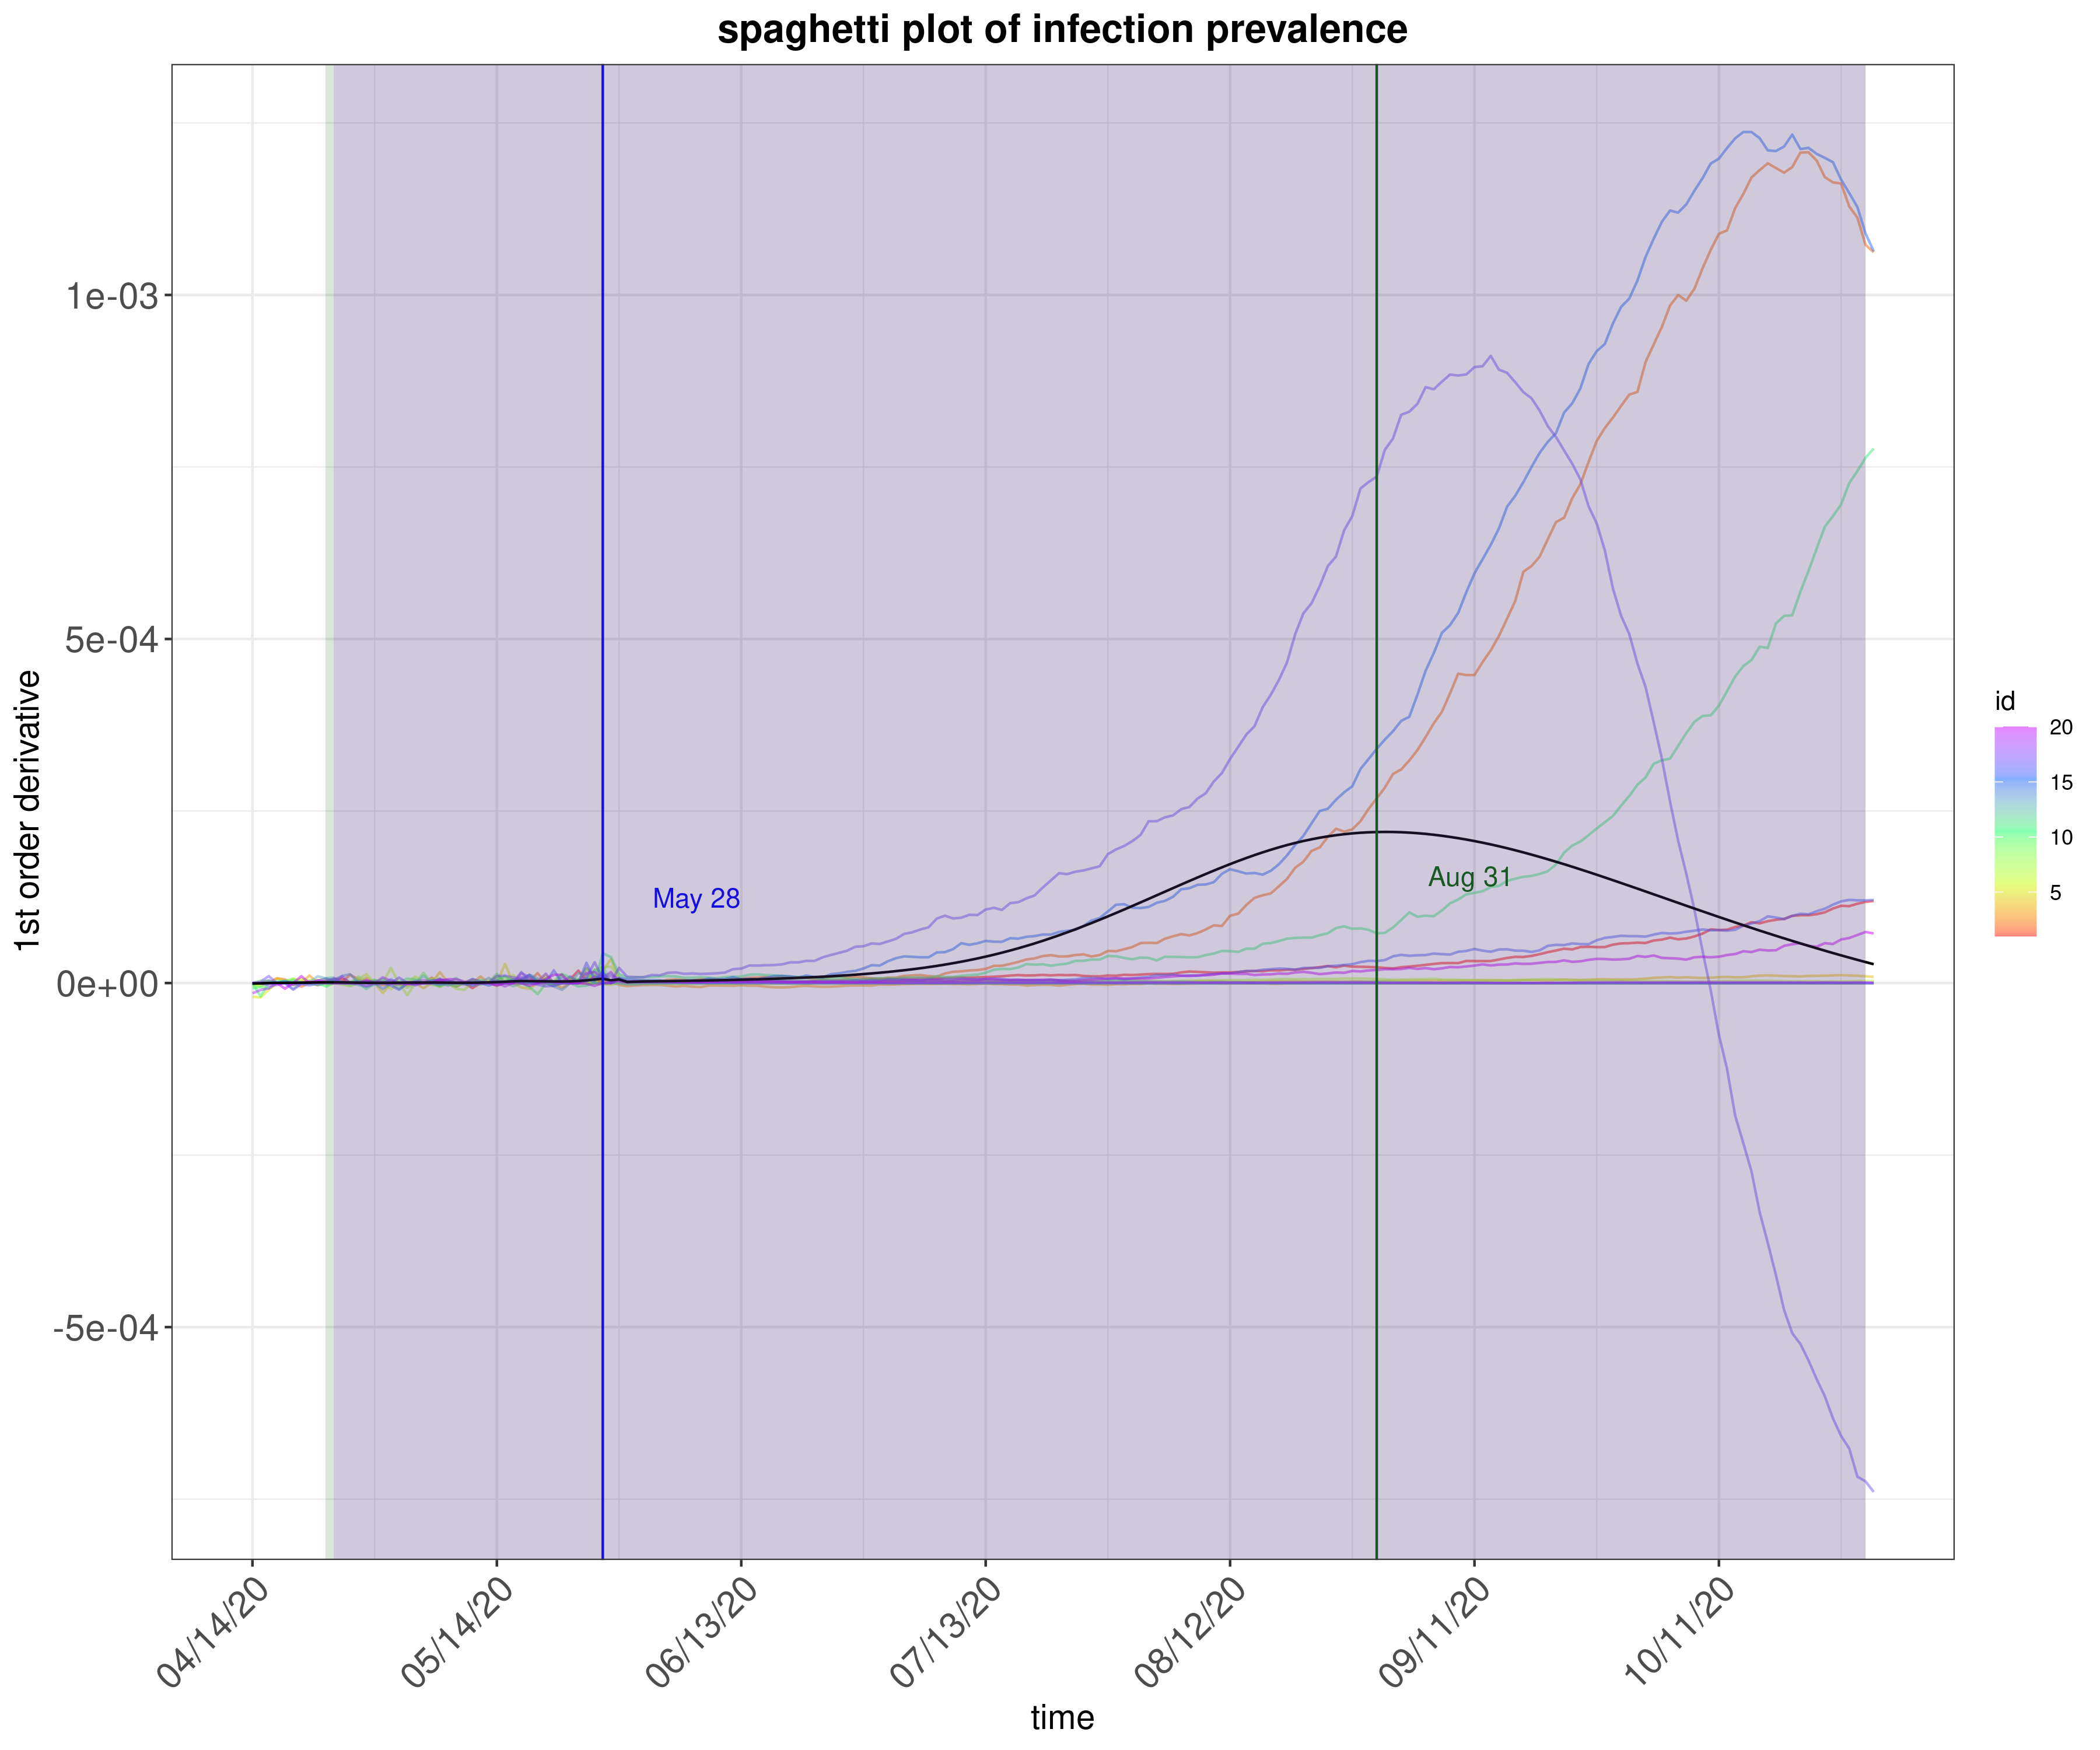 spaghetti plot of infection prevalence
1st order derivative
1e-03
5e-04
0e+00
-5e-04
May 28
Aug 31
id
20
15
10
5
04/14/20
05/14/20
06/13/20
07/13/20
08/12/20
09/11/20
10/11/20
time